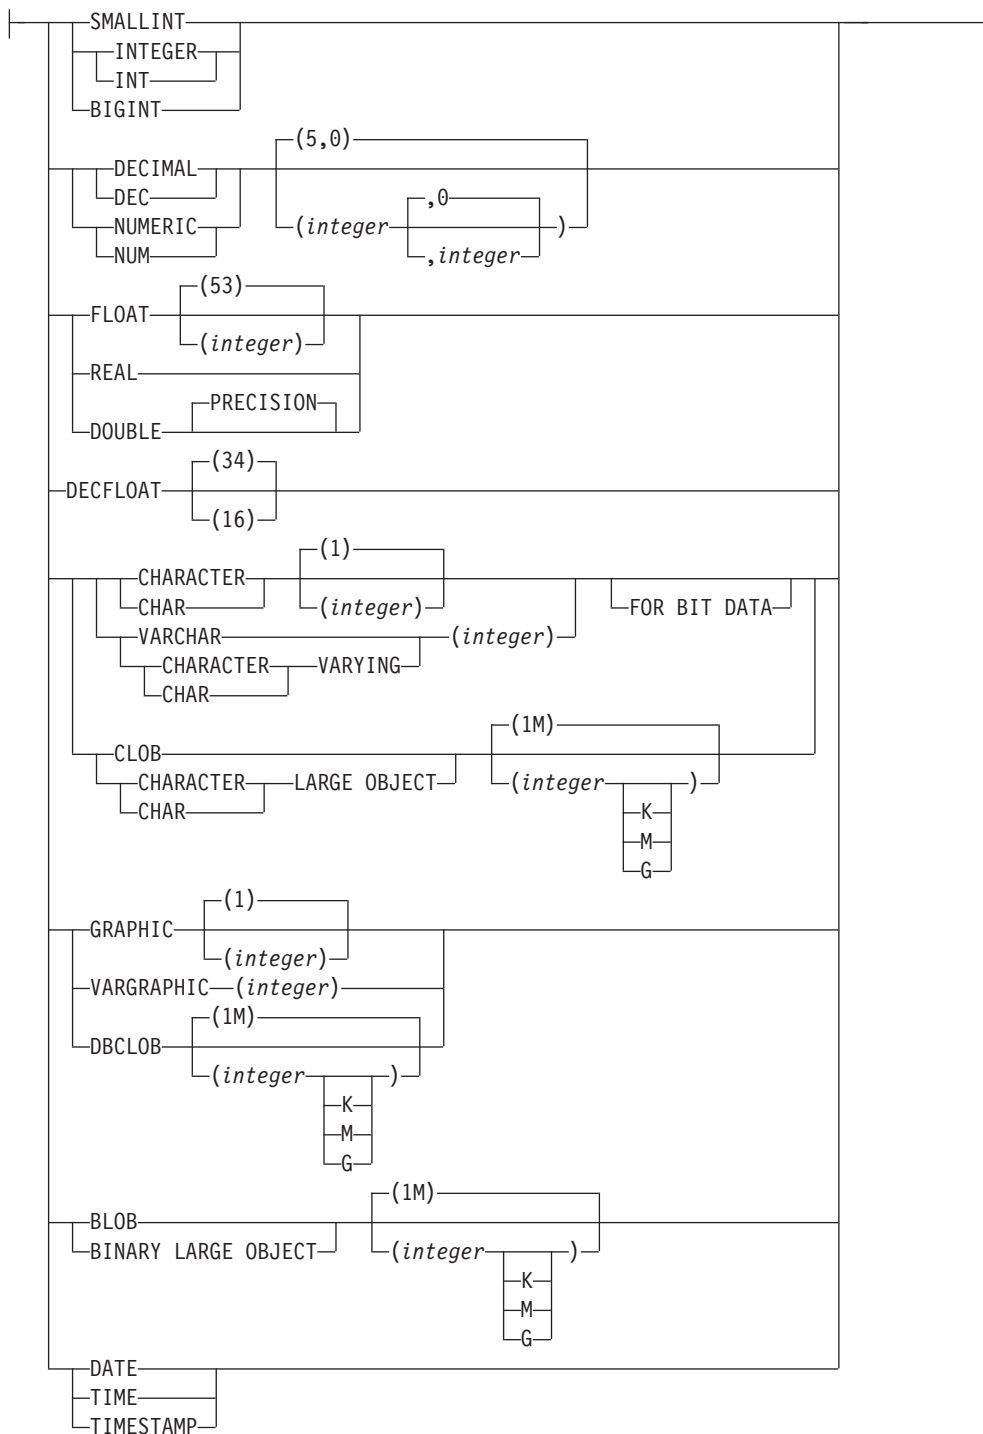 SMALLINT
INTEGER
INT
BIGINT
(5,0)
DECIMAL
DEC
NUMERIC
NUM
,0
(integer )
,integer
(53)
FLOAT
(integer)
REAL
PRECISION
DOUBLE
(34)
DECFLOAT
(16)
(1)
CHARACTER
CHAR
(integer)
FOR BIT DATA
VARCHAR (integer)
CHARACTER VARYING
CHAR
(1M)
CLOB
CHARACTER LARGE OBJECT
CHAR
(integer )
K
M
G
(1)
GRAPHIC
(integer)
VARGRAPHIC (integer)
(1M)
DBCLOB
(integer )
K
M
G
(1M)
BLOB
BINARY LARGE OBJECT
(integer )
K
M
G
DATE
TIME
TIMESTAMP